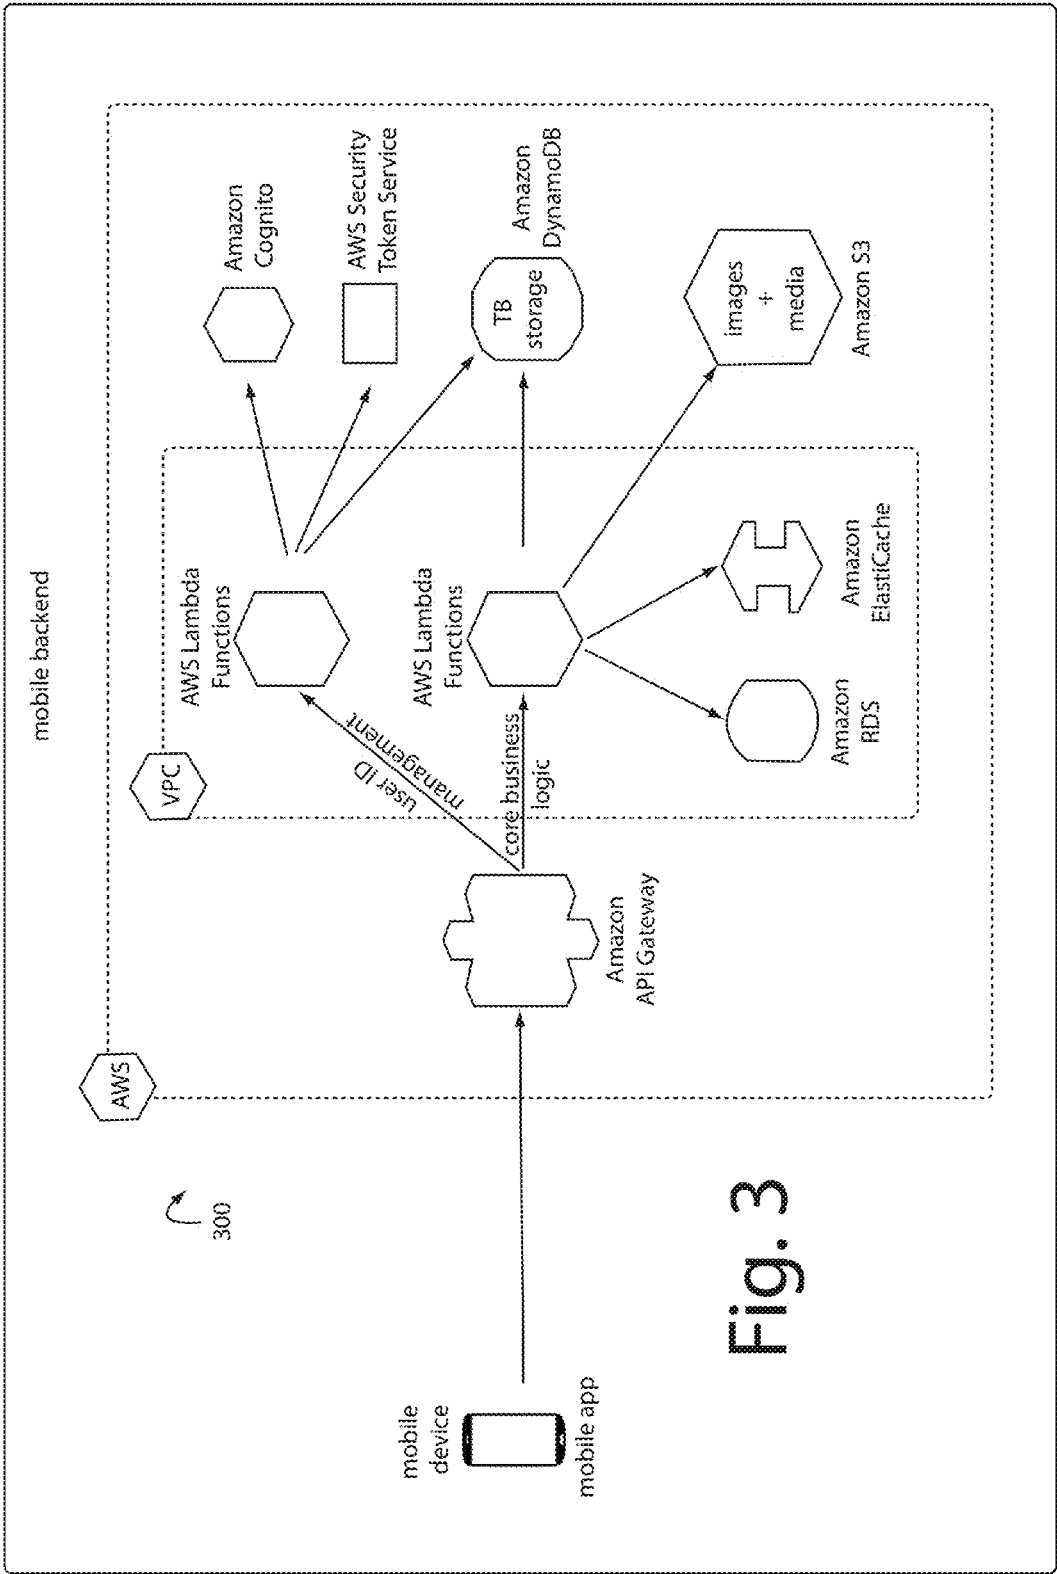 mobile backend
AWS
VPC
300
mobile
device
mobile app
Amazon
API Gateway
user ID
management
core business
logic
AWS Lambda
Functions
AWS Lambda
Functions
Amazon
RDS
Amazon
ElastiCache
Amazon
Cognito
AWS Security
Token Service
TB
storage
Amazon
DynamoDB
images
+
media
Amazon S3
Fig. 3